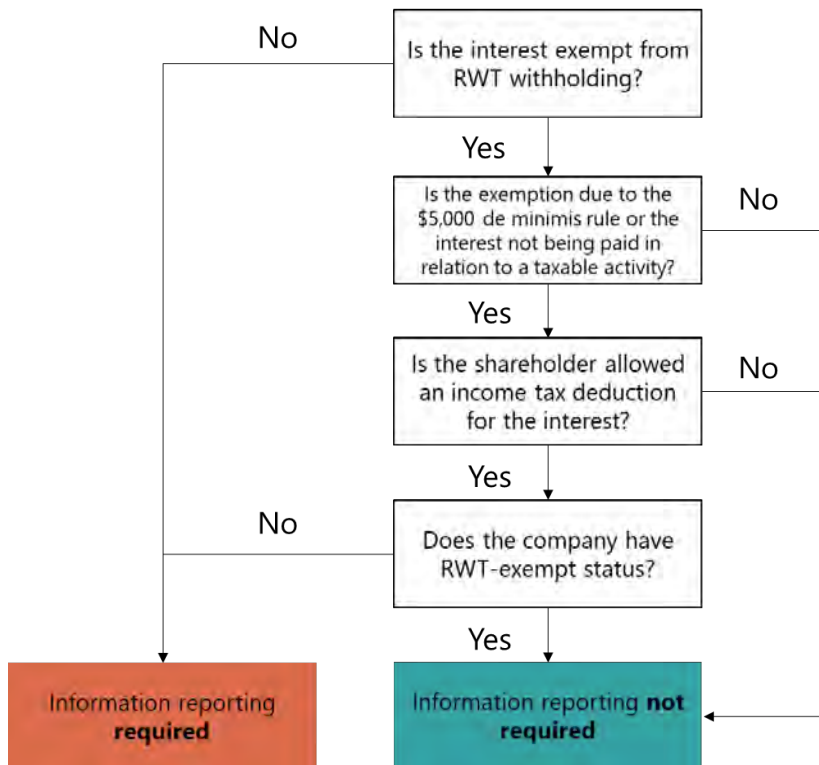 No
Is the interest exempt from
RWT withholding?
Yes
Is the exemption due to the
$5,000 de minimis rule or the
interest not being paid in
relation to a taxable activity?
No
Yes
Is the shareholder allowed
an income tax deduction
for the interest?
No
Yes
No
Does the company have
RWT-exempt status?
Yes
Information reporting
required
Information reporting not
required